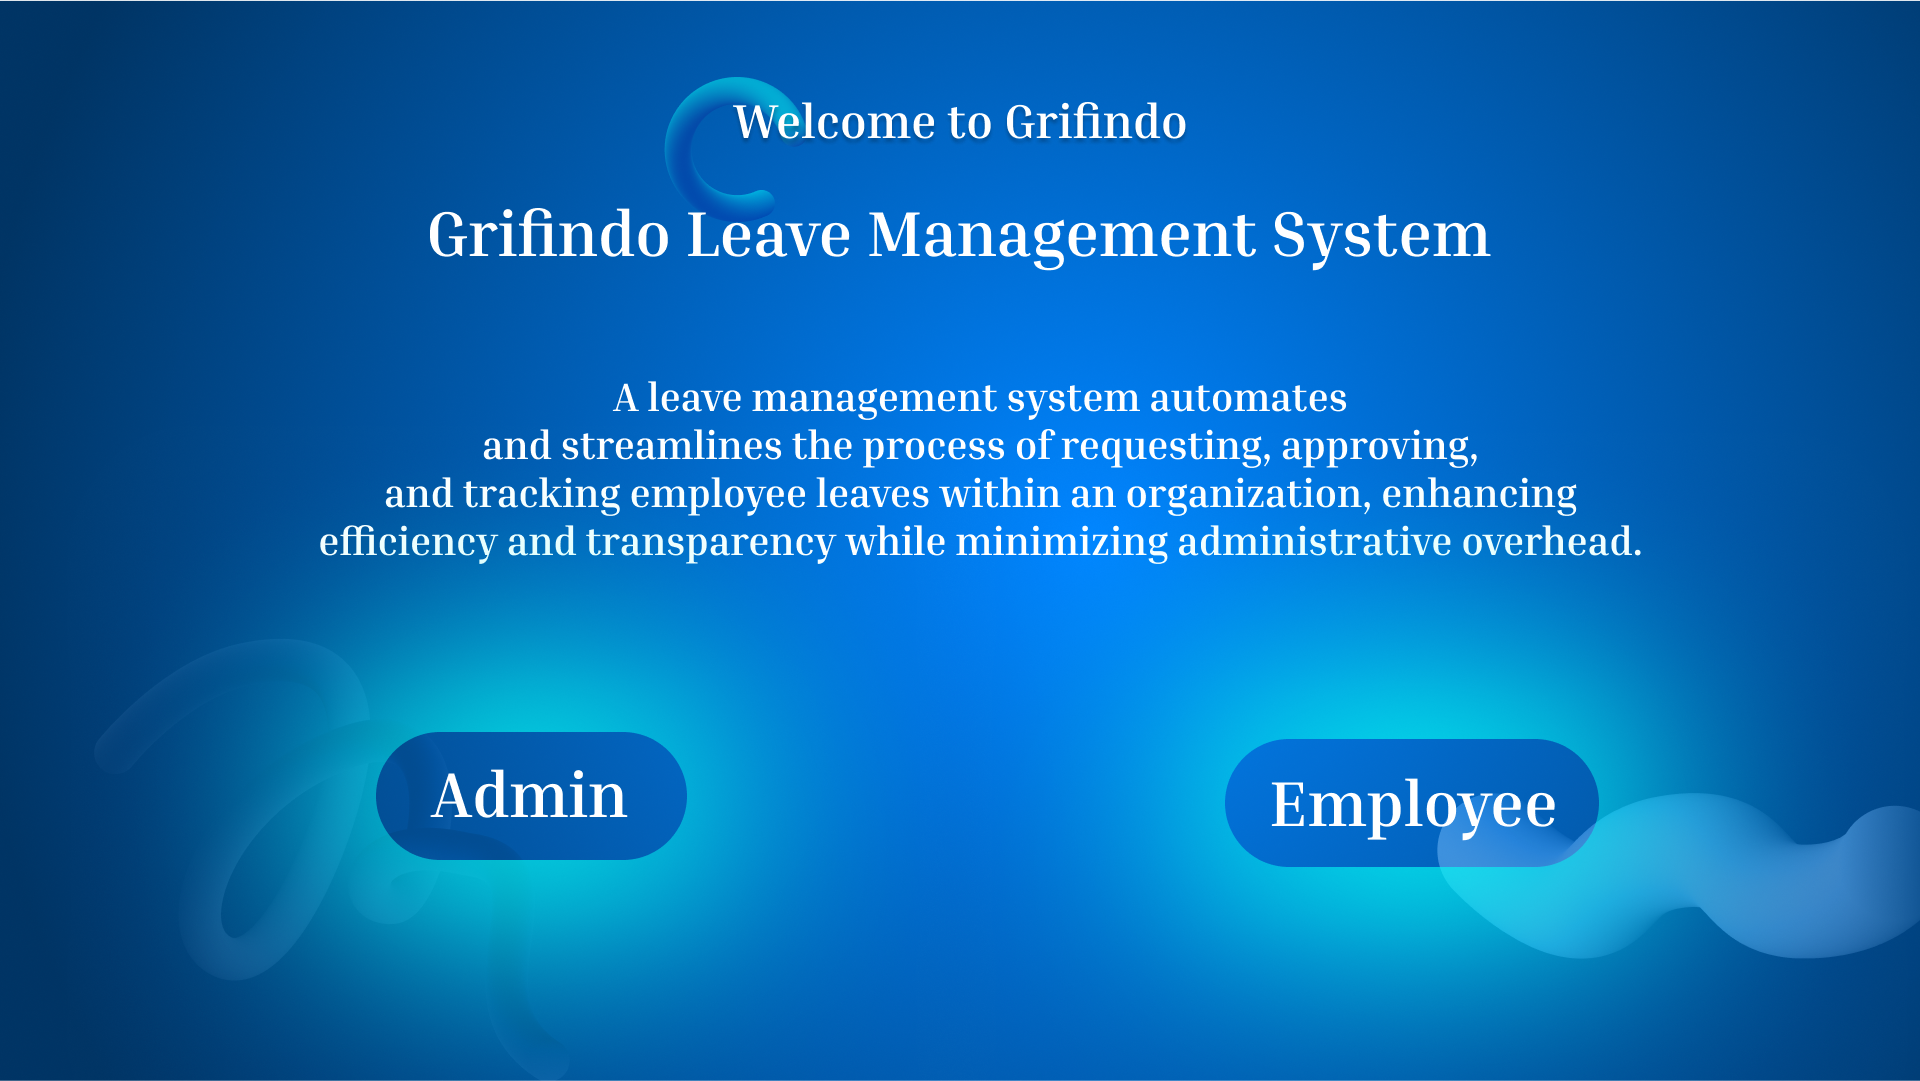 Welcome to Grifindo
Grifindo Leave Management System
A leave management system automates
and streamlines the process of requesting, approving,
and tracking employee leaves within an organization, enhancing
efficiency and transparency while minimizing administrative overhead.
Admin
Employee